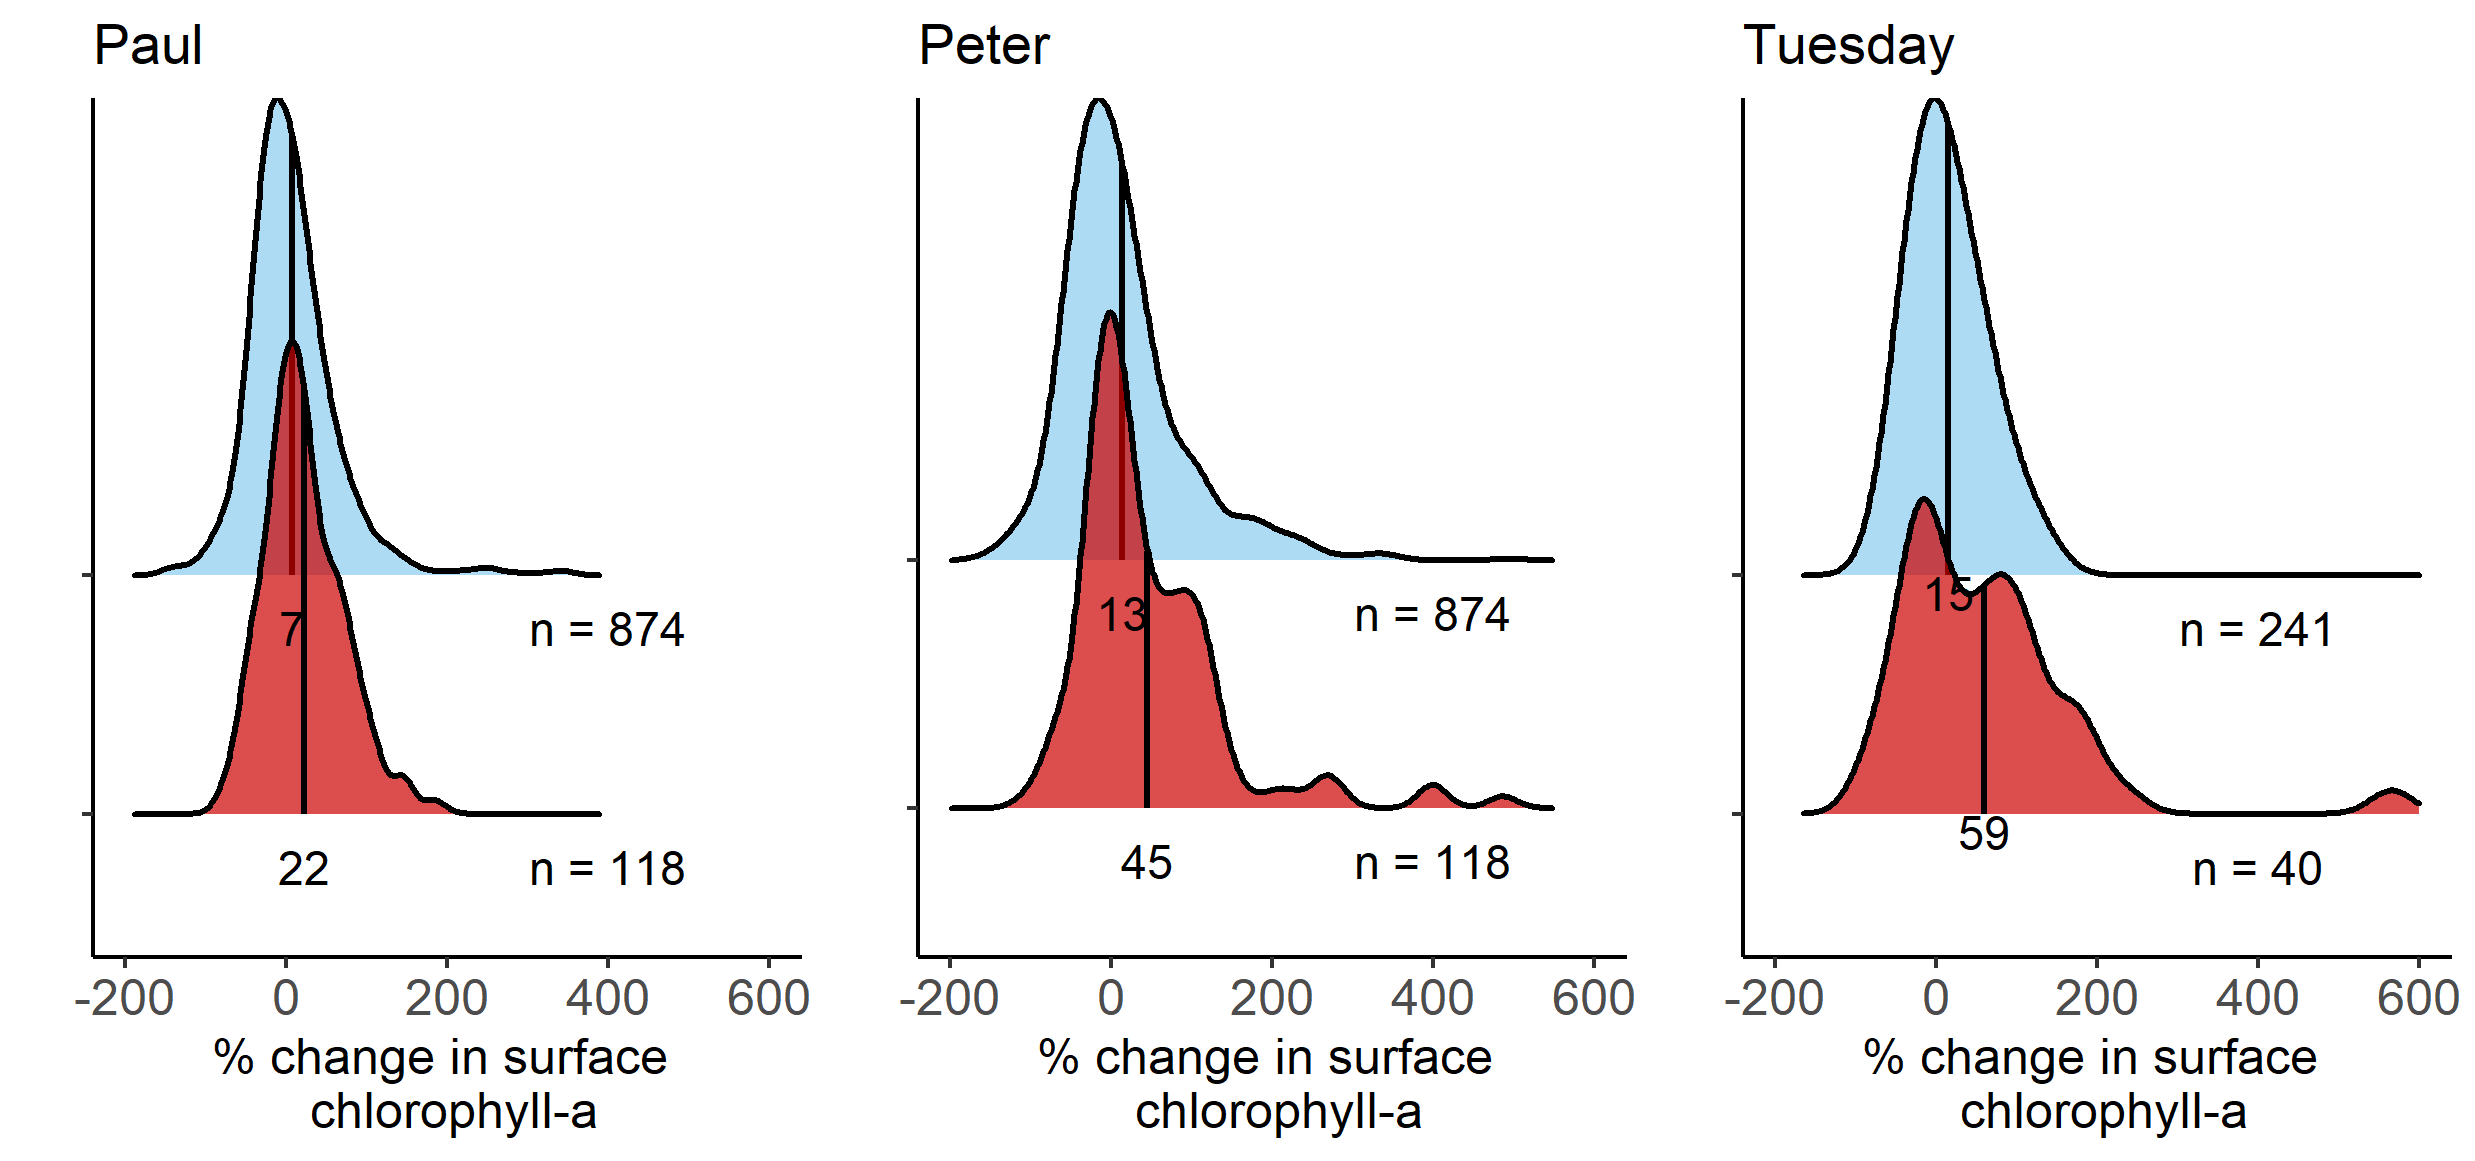 Paul
7
n = 874
22
n = 118
-200 0 200 400 600
% change in surface
chlorophyll-a
Peter
13
n = 874
45
n = 118
-200 0 200 400 600
% change in surface
chlorophyll-a
Tuesday
15
n = 241
59
n = 40
-200 0 200 400 600
% change in surface
chlorophyll-a